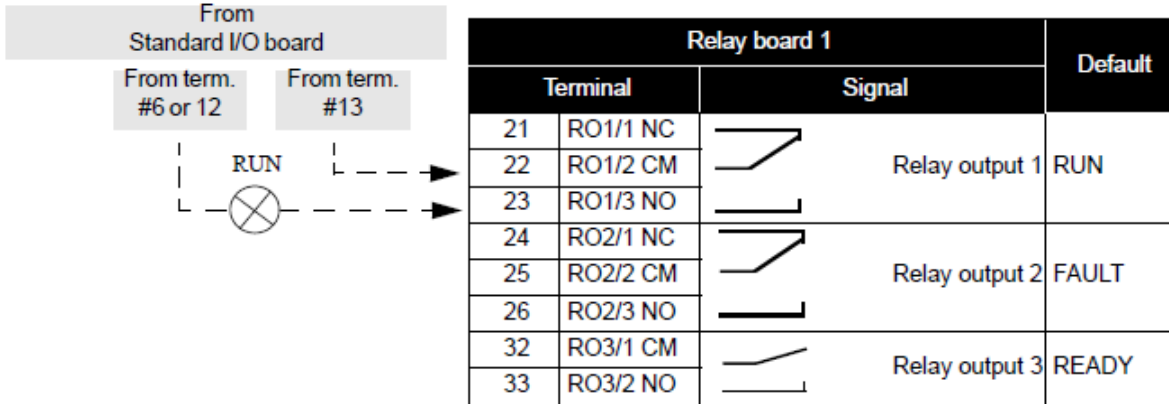 From
Standard I/O board
From term.
#6 or 12
From term.
#13
RUN
Relay board 1
Default
Terminal
Signal
21 RO1/1 NC
22 RO1/2 CM
Relay output 1 RUN
23 RO1/3 NO
24 RO2/1 NC
25 RO2/2 CM
Relay output 2 FAULT
26 RO2/3 NO
32 RO3/1 CM
Relay output 3 READY
33 RO3/2 NO